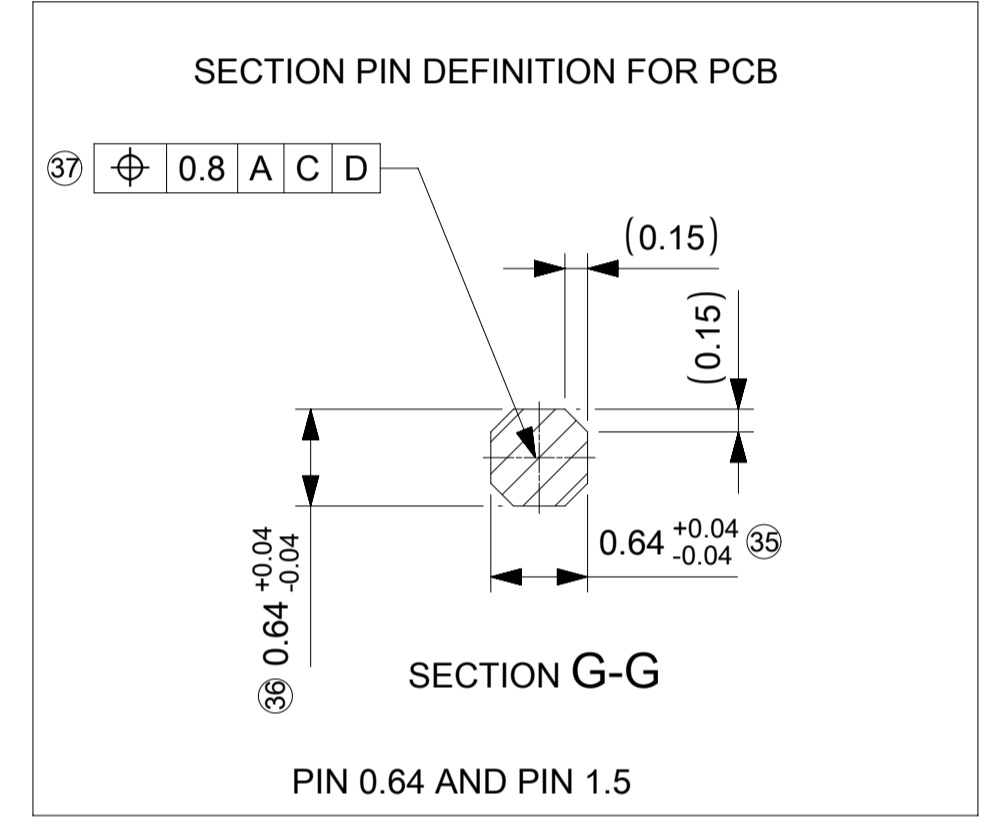 SECTION PIN DEFINITION FOR PCB
37 ⌖ 0.8 A C D
(0.15)
(0.15)
0.64 +0.04 -0.04 35
36 0.64 +0.04 -0.04
SECTION G-G
PIN 0.64 AND PIN 1.5